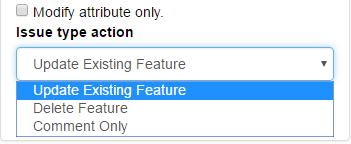 Modify attribute only.
Issue type action
Update Existing Feature
Update Existing Feature
Delete Feature
Comment Only